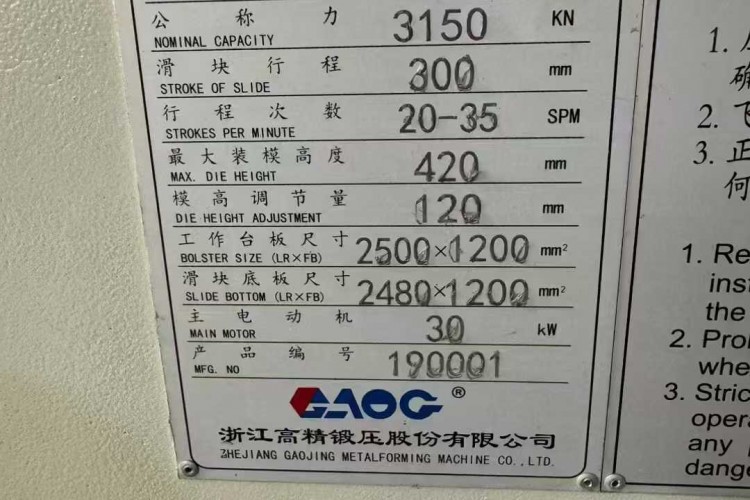 公称力 3150 KN
NOMINAL CAPACITY
滑块行程 300 mm
STROKE OF SLIDE
行程次数 20-35 SPM
STROKES PER MINUTE
最大装模高度 420 mm
MAX. DIE HEIGHT
模高调节量 120 mm
DIE HEIGHT ADJUSTMENT
工作台板尺寸 2500×1200 mm²
BOLSTER SIZE (LR×FB)
滑块底板尺寸 2480×1200 mm²
SLIDE BOTTOM (LR×FB)
主电动机 30 kW
MAIN MOTOR
产品编号 190001
MFG. NO
GAOG ®
浙江高精锻压股份有限公司
ZHEJIANG GAOJING METALFORMING MACHINE CO.,LTD.
1.
确
2. 飞
3. 正
何
1. Re
inst
the
2. Pro
whe
3. Stric
opera
any
dange